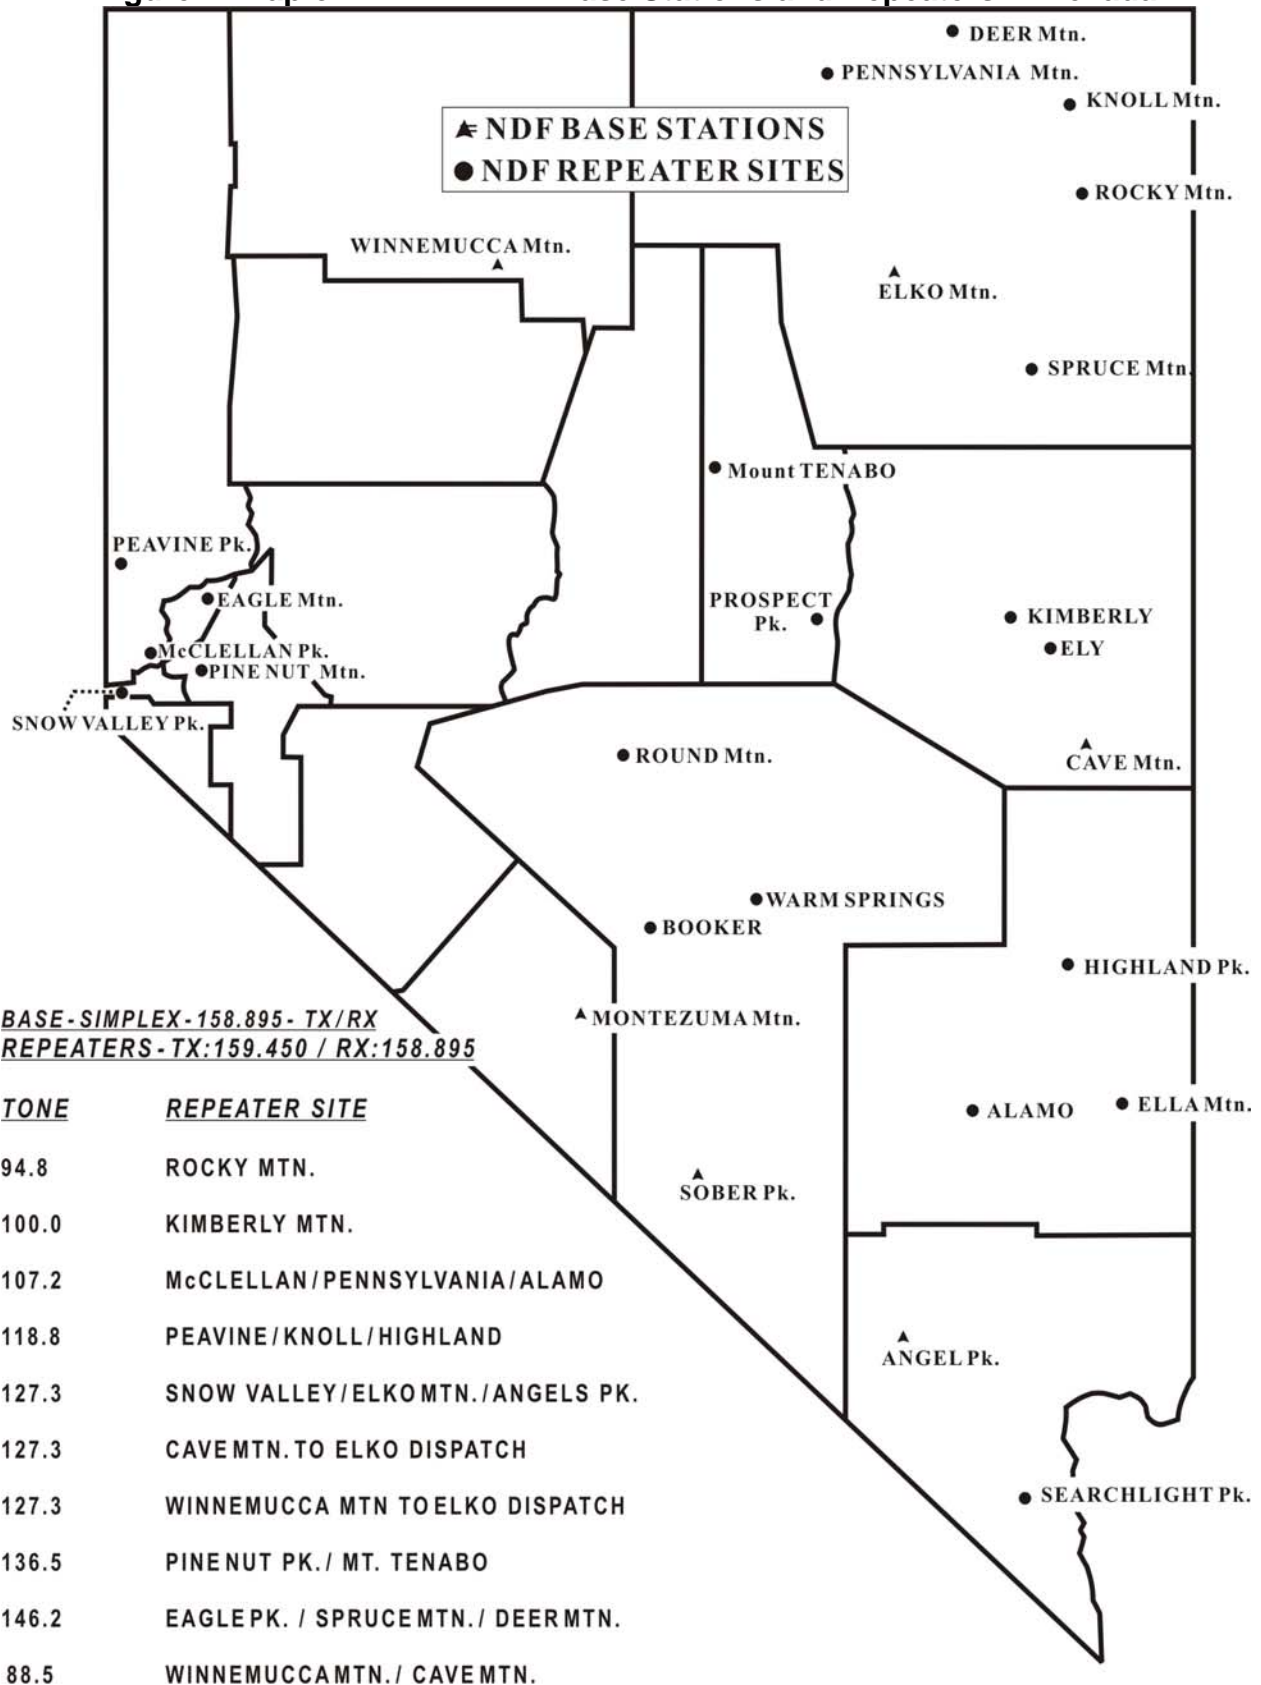 DEER Mtn.
PENNSYLVANIA Mtn.
KNOLL Mtn.
NDF BASE STATIONS
NDF REPEATER SITES
ROCKY Mtn.
WINNEMUCCA Mtn.
ELKO Mtn.
SPRUCE Mtn.
Mount TENABO
PEAVINE Pk.
EAGLE Mtn.
PROSPECT
Pk.
KIMBERLY
ELY
McCLELLAN Pk.
PINE NUT Mtn.
SNOW VALLEY Pk.
ROUND Mtn.
CAVE Mtn.
WARM SPRINGS
BOOKER
HIGHLAND Pk.
MONTEZUMA Mtn.
ALAMO
ELLA Mtn.
SOBER Pk.
ANGEL Pk.
SEARCHLIGHT Pk.
BASE-SIMPLEX-158.895- TX/RX
REPEATERS-TX:159.450 / RX:158.895
TONE REPEATER SITE
94.8 ROCKY MTN.
100.0 KIMBERLY MTN.
107.2 McCLELLAN/PENNSYLVANIA/ALAMO
118.8 PEAVINE/KNOLL/HIGHLAND
127.3 SNOW VALLEY/ELKO MTN./ANGELS PK.
127.3 CAVE MTN. TO ELKO DISPATCH
127.3 WINNEMUCCA MTN TO ELKO DISPATCH
136.5 PINE NUT PK./ MT. TENABO
146.2 EAGLE PK. / SPRUCE MTN./ DEER MTN.
88.5 WINNEMUCCA MTN./ CAVE MTN.